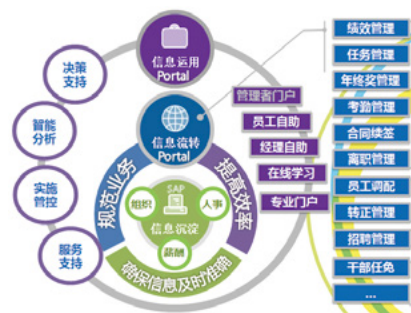 信息运用
Portal
决策
支持
智能
分析
实施
管控
服务
支持
信息流转
Portal
规范业务
提高效率
确保信息及时准确
SAP
组织
人事
信息沉淀
薪酬
管理者门户
员工自助
经理自助
在线学习
专业门户
绩效管理
任务管理
年终奖管理
考勤管理
合同续签
离职管理
员工调配
转正管理
招聘管理
干部任免
...